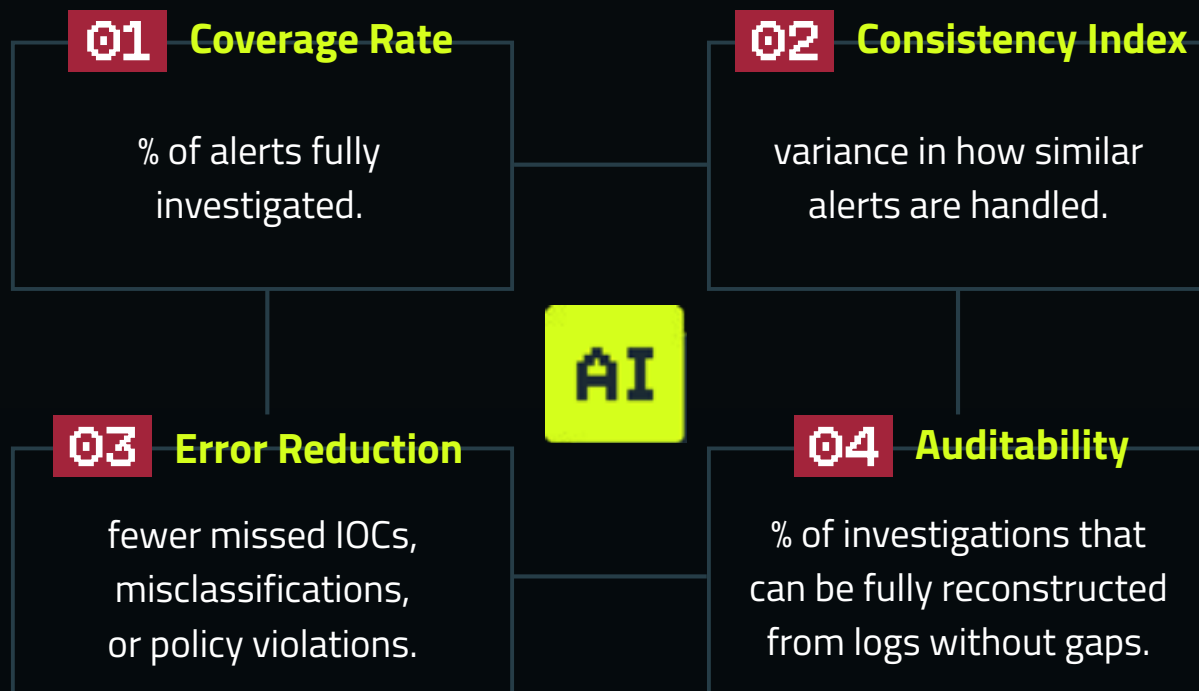 01 Coverage Rate
% of alerts fully
investigated.
02 Consistency Index
variance in how similar
alerts are handled.
AI
03 Error Reduction
fewer missed IOCs,
misclassifications,
or policy violations.
04 Auditability
% of investigations that
can be fully reconstructed
from logs without gaps.